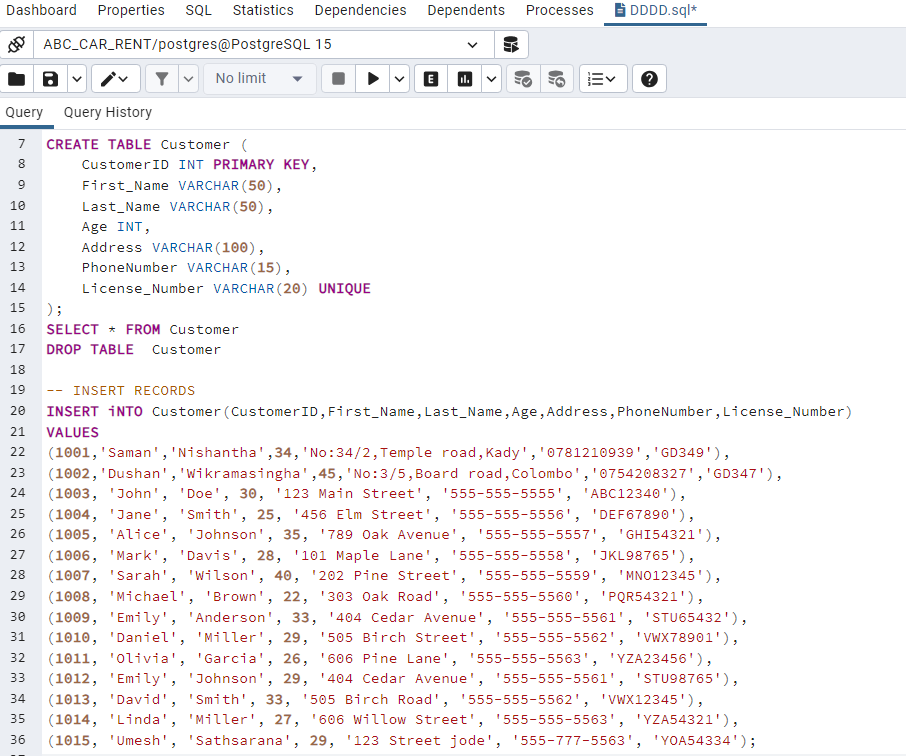 Dashboard Properties SQL Statistics Dependencies Dependents Processes DDDD.sql*
ABC_CAR_RENT/postgres@PostgreSQL 15
No limit E
Query Query History
7 CREATE TABLE Customer (
8 CustomerID INT PRIMARY KEY,
9 First_Name VARCHAR(50),
10 Last_Name VARCHAR(50),
11 Age INT,
12 Address VARCHAR(100),
13 PhoneNumber VARCHAR(15),
14 License_Number VARCHAR(20) UNIQUE
15 );
16 SELECT * FROM Customer
17 DROP TABLE  Customer
18
19 -- INSERT RECORDS
20 INSERT iNTO Customer(CustomerID,First_Name,Last_Name,Age,Address,PhoneNumber,License_Number)
21 VALUES
22 (1001,'Saman','Nishantha',34,'No:34/2,Temple road,Kady','0781210939','GD349'),
23 (1002,'Dushan','Wikramasingha',45,'No:3/5,Board road,Colombo','0754208327','GD347'),
24 (1003, 'John', 'Doe', 30, '123 Main Street', '555-555-5555', 'ABC12340'),
25 (1004, 'Jane', 'Smith', 25, '456 Elm Street', '555-555-5556', 'DEF67890'),
26 (1005, 'Alice', 'Johnson', 35, '789 Oak Avenue', '555-555-5557', 'GHI54321'),
27 (1006, 'Mark', 'Davis', 28, '101 Maple Lane', '555-555-5558', 'JKL98765'),
28 (1007, 'Sarah', 'Wilson', 40, '202 Pine Street', '555-555-5559', 'MNO12345'),
29 (1008, 'Michael', 'Brown', 22, '303 Oak Road', '555-555-5560', 'PQR54321'),
30 (1009, 'Emily', 'Anderson', 33, '404 Cedar Avenue', '555-555-5561', 'STU65432'),
31 (1010, 'Daniel', 'Miller', 29, '505 Birch Street', '555-555-5562', 'VWX78901'),
32 (1011, 'Olivia', 'Garcia', 26, '606 Pine Lane', '555-555-5563', 'YZA23456'),
33 (1012, 'Emily', 'Johnson', 29, '404 Cedar Avenue', '555-555-5561', 'STU98765'),
34 (1013, 'David', 'Smith', 33, '505 Birch Road', '555-555-5562', 'VWX12345'),
35 (1014, 'Linda', 'Miller', 27, '606 Willow Street', '555-555-5563', 'YZA54321'),
36 (1015, 'Umesh', 'Sathsarana', 29, '123 Street jode', '555-777-5563', 'YOA54334');